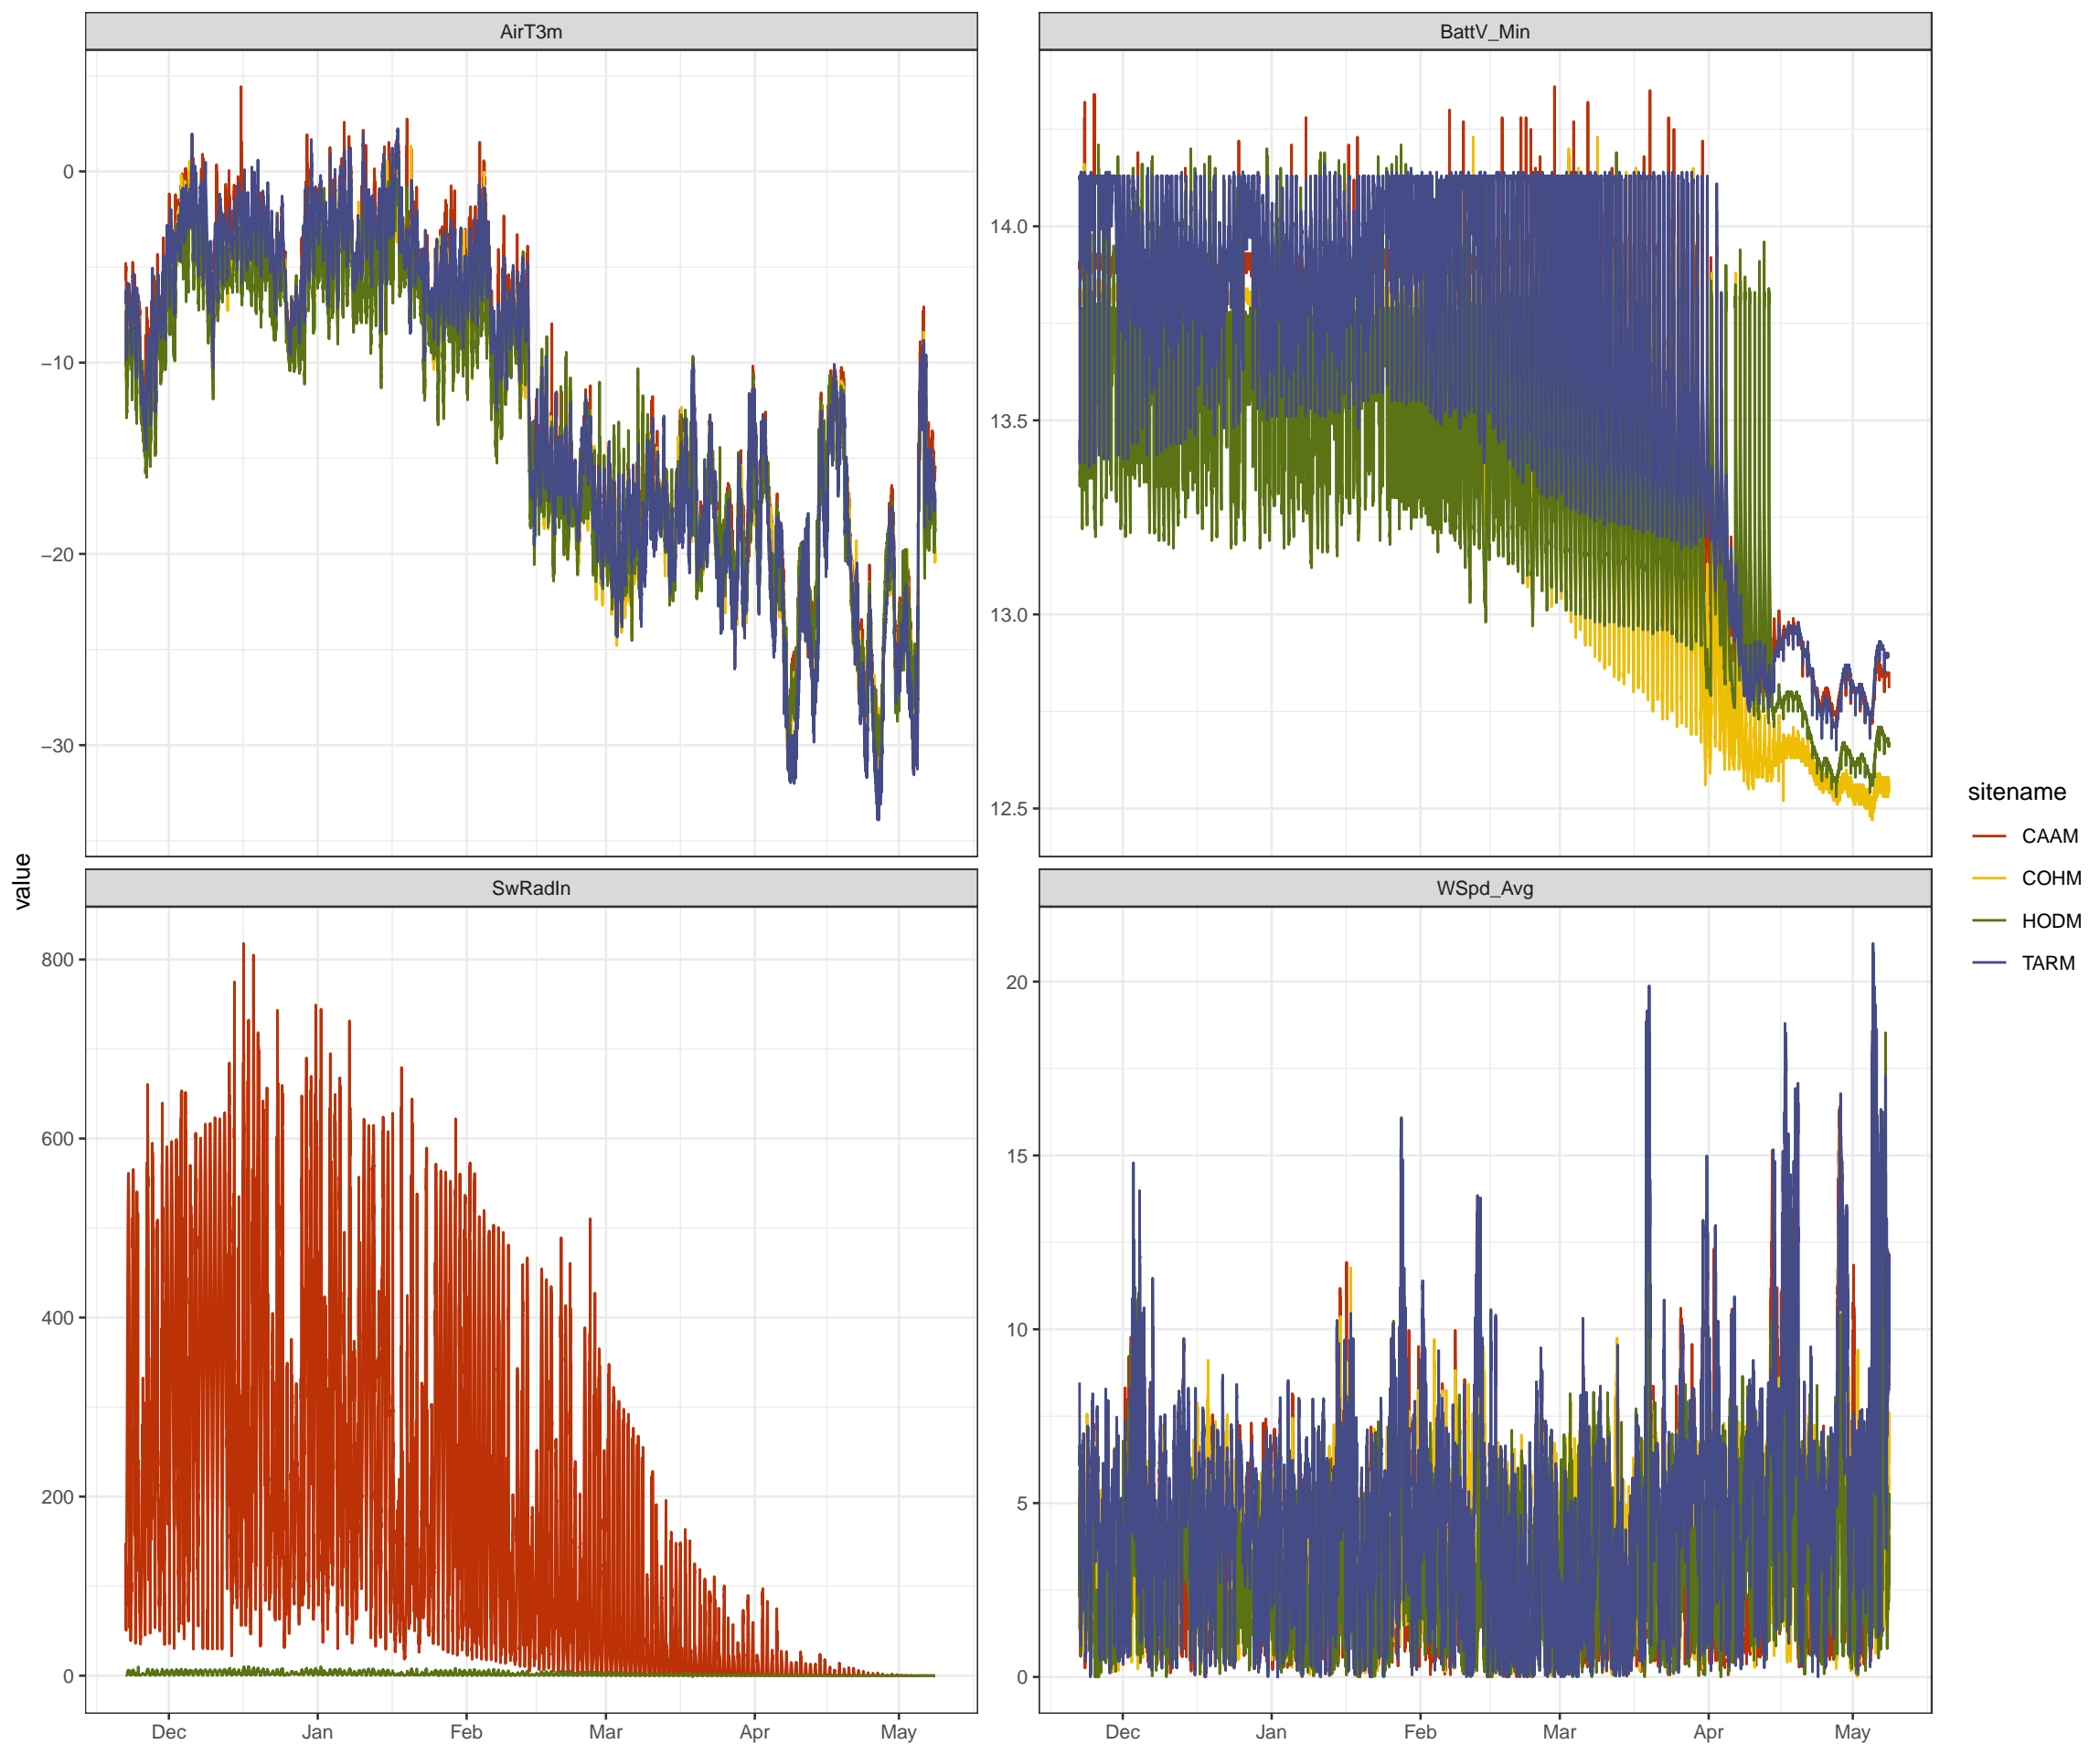 AirT3m
BattV_Min
0
−10
−20
−30
14.0
13.5
13.0
12.5
value
SwRadIn
WSpd_Avg
800
600
400
200
0
20
15
10
5
0
Dec Jan Feb Mar Apr May
Dec Jan Feb Mar Apr May
sitename
CAAM
COHM
HODM
TARM